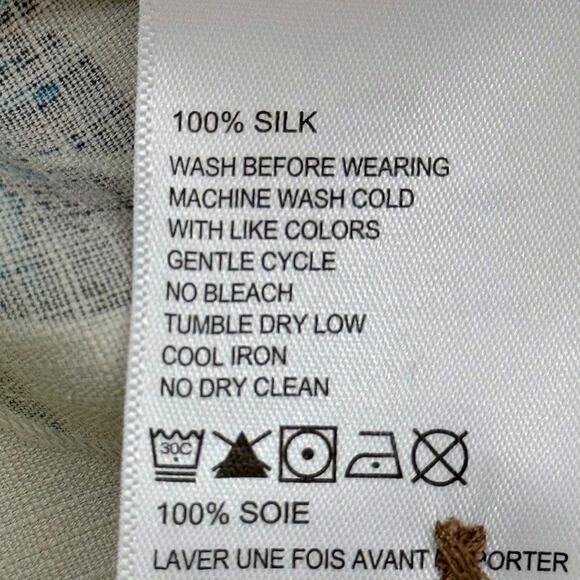 100% SILK
WASH BEFORE WEARING
MACHINE WASH COLD
WITH LIKE COLORS
GENTLE CYCLE
NO BLEACH
TUMBLE DRY LOW
COOL IRON
NO DRY CLEAN
30C
100% SOIE
LAVER UNE FOIS AVANT